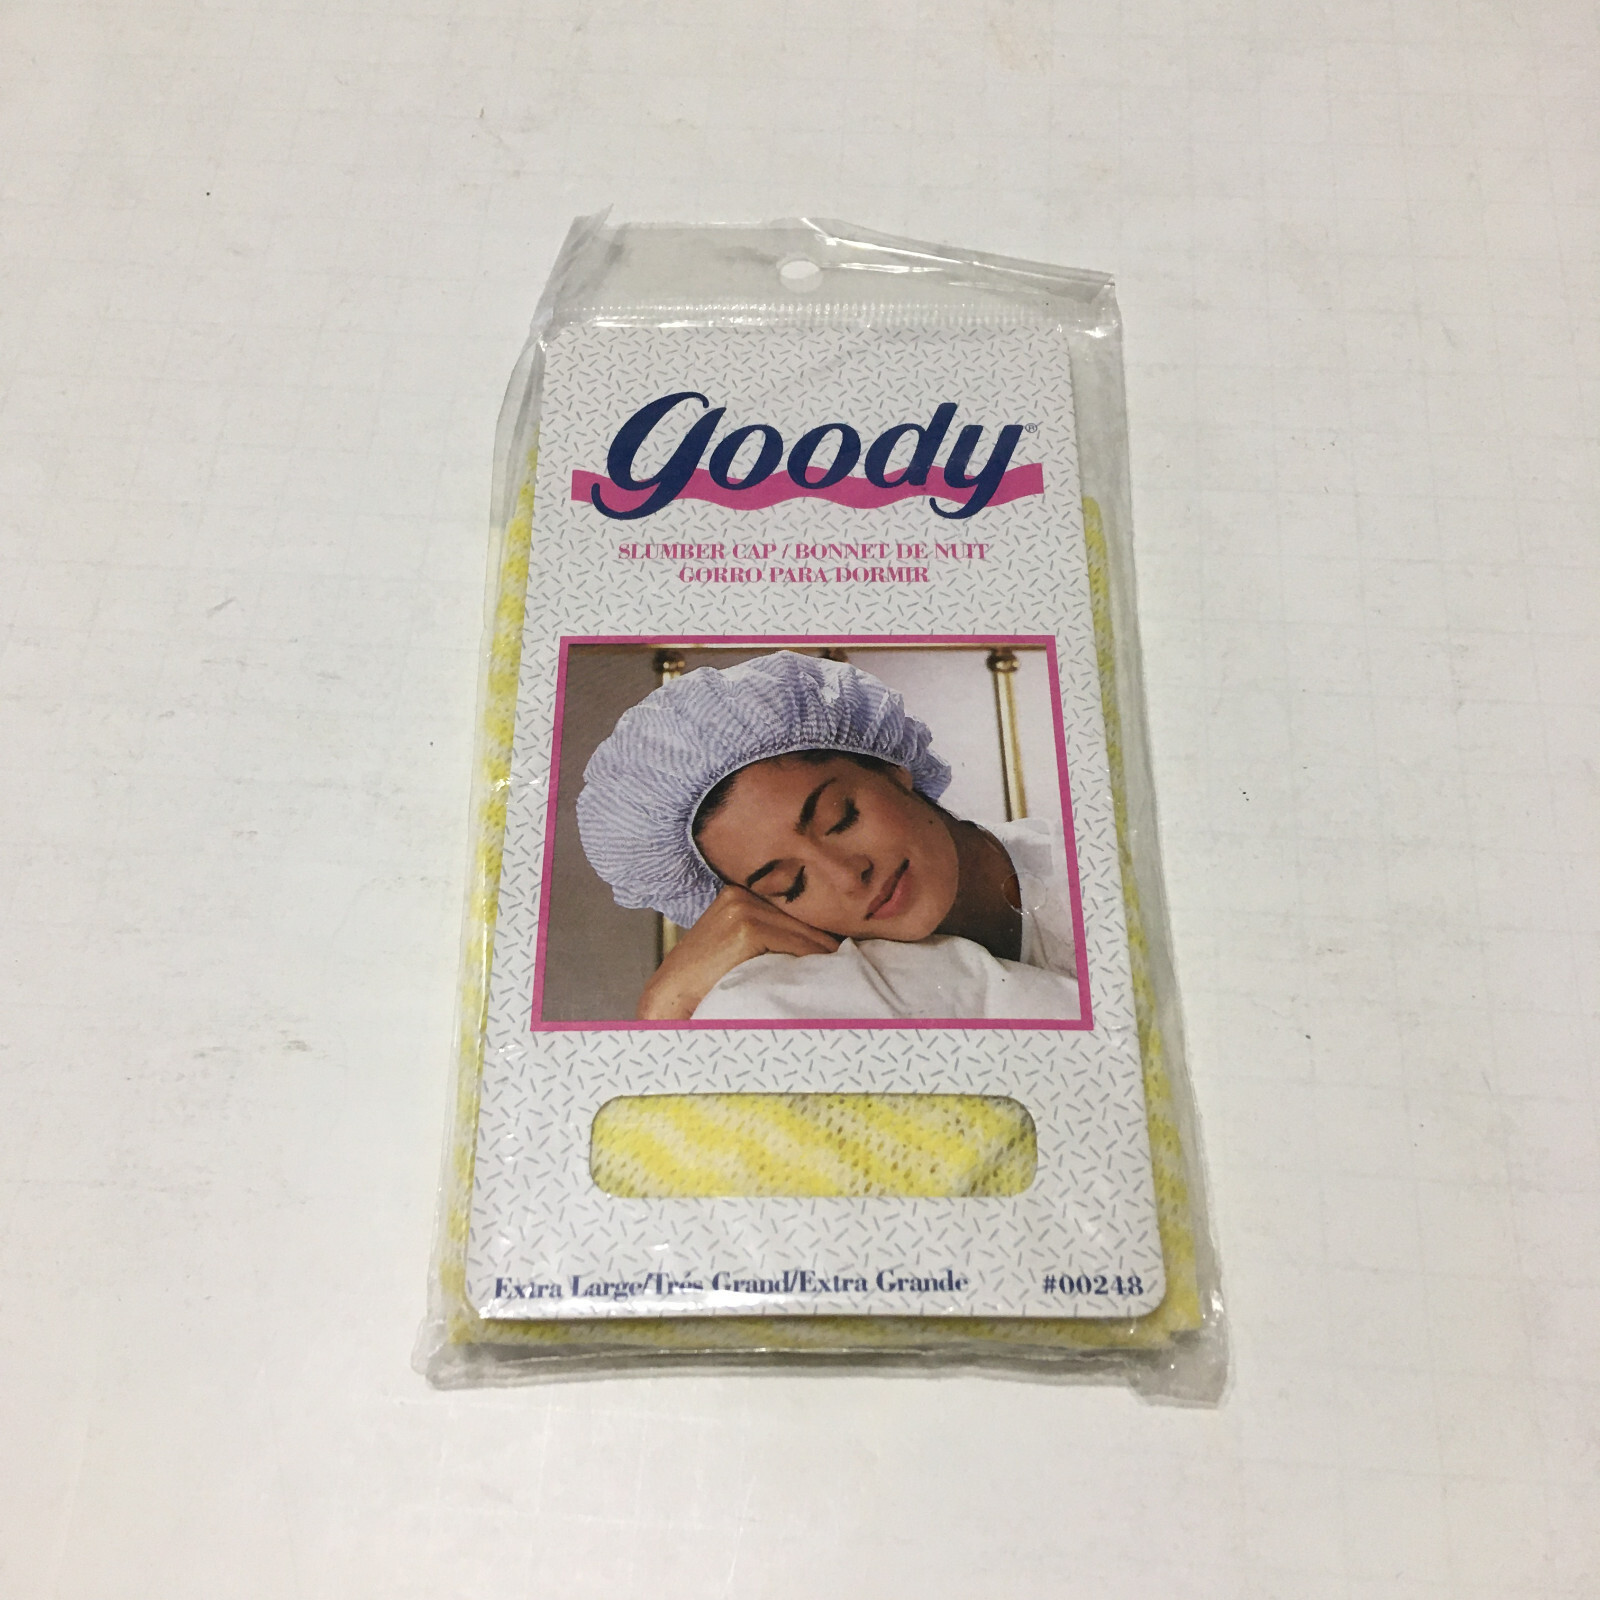 goody®
SLUMBER CAP / BONNET DE NUIT
GORRO PARA DORMIR
Extra Large/Trés Grand/Extra Grande #00248